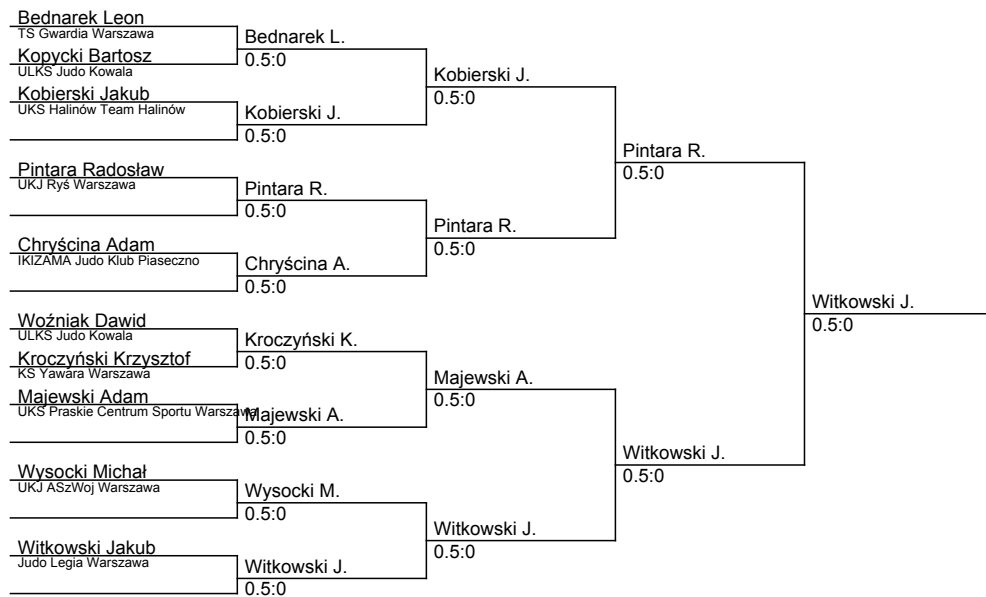 Bednarek Leon
TS Gwardia Warszawa
Kopycki Bartosz
ULKS Judo Kowala
Kobierski Jakub
UKS Halinów Team Halinów
Pintara Radosław
UKJ Ryś Warszawa
Chryścina Adam
IKIZAMA Judo Klub Piaseczno
Woźniak Dawid
ULKS Judo Kowala
Kroczyński Krzysztof
KS Yawara Warszawa
Majewski Adam
UKS Praskie Centrum Sportu Warszawa
Wysocki Michał
UKJ ASzWoj Warszawa
Witkowski Jakub
Judo Legia Warszawa
Bednarek L.
0.5:0
Kobierski J.
0.5:0
Pintara R.
0.5:0
Chryścina A.
0.5:0
Kroczyński K.
0.5:0
Majewski A.
0.5:0
Wysocki M.
0.5:0
Witkowski J.
0.5:0
Kobierski J.
0.5:0
Pintara R.
0.5:0
Majewski A.
0.5:0
Witkowski J.
0.5:0
Pintara R.
0.5:0
Witkowski J.
0.5:0
Witkowski J.
0.5:0